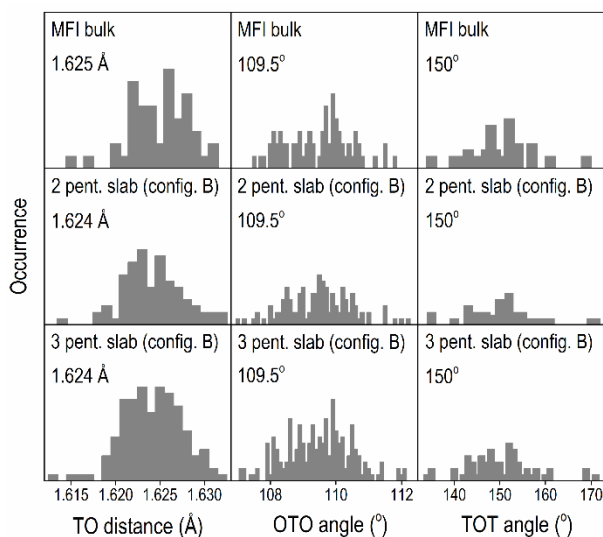 MFI bulk
1.625 Å
MFI bulk
109.5°
MFI bulk
150°
2 pent. slab (config. B)
1.624 Å
2 pent. slab (config. B)
109.5°
2 pent. slab (config. B)
150°
3 pent. slab (config. B)
1.624 Å
3 pent. slab (config. B)
109.5°
3 pent. slab (config. B)
150°
Occurrence
1.615 1.620 1.625 1.630
108 110 112
140 150 160 170
TO distance (Å)
OTO angle (°)
TOT angle (°)